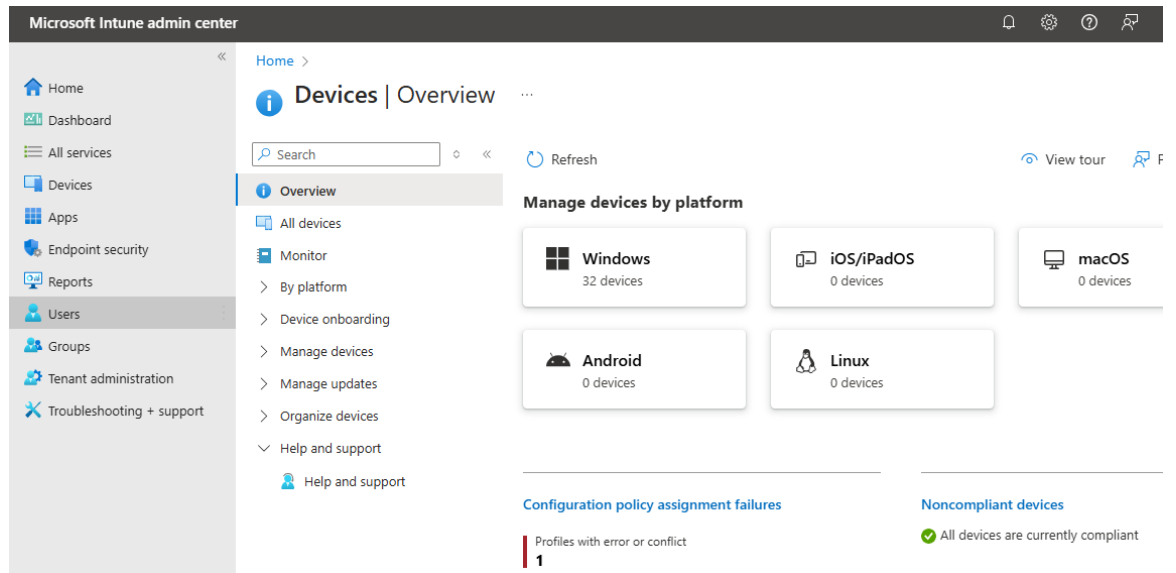 Microsoft Intune admin center
«
Home
Dashboard
All services
Devices
Apps
Endpoint security
Reports
Users
Groups
Tenant administration
Troubleshooting + support
Home >
Devices | Overview ...
Search
«
Overview
All devices
Monitor
> By platform
> Device onboarding
> Manage devices
> Manage updates
> Organize devices
Help and support
Help and support
Refresh
View tour
Manage devices by platform
Windows
32 devices
iOS/iPadOS
0 devices
macOS
0 devices
Android
0 devices
Linux
0 devices
Configuration policy assignment failures
Profiles with error or conflict
1
Noncompliant devices
All devices are currently compliant